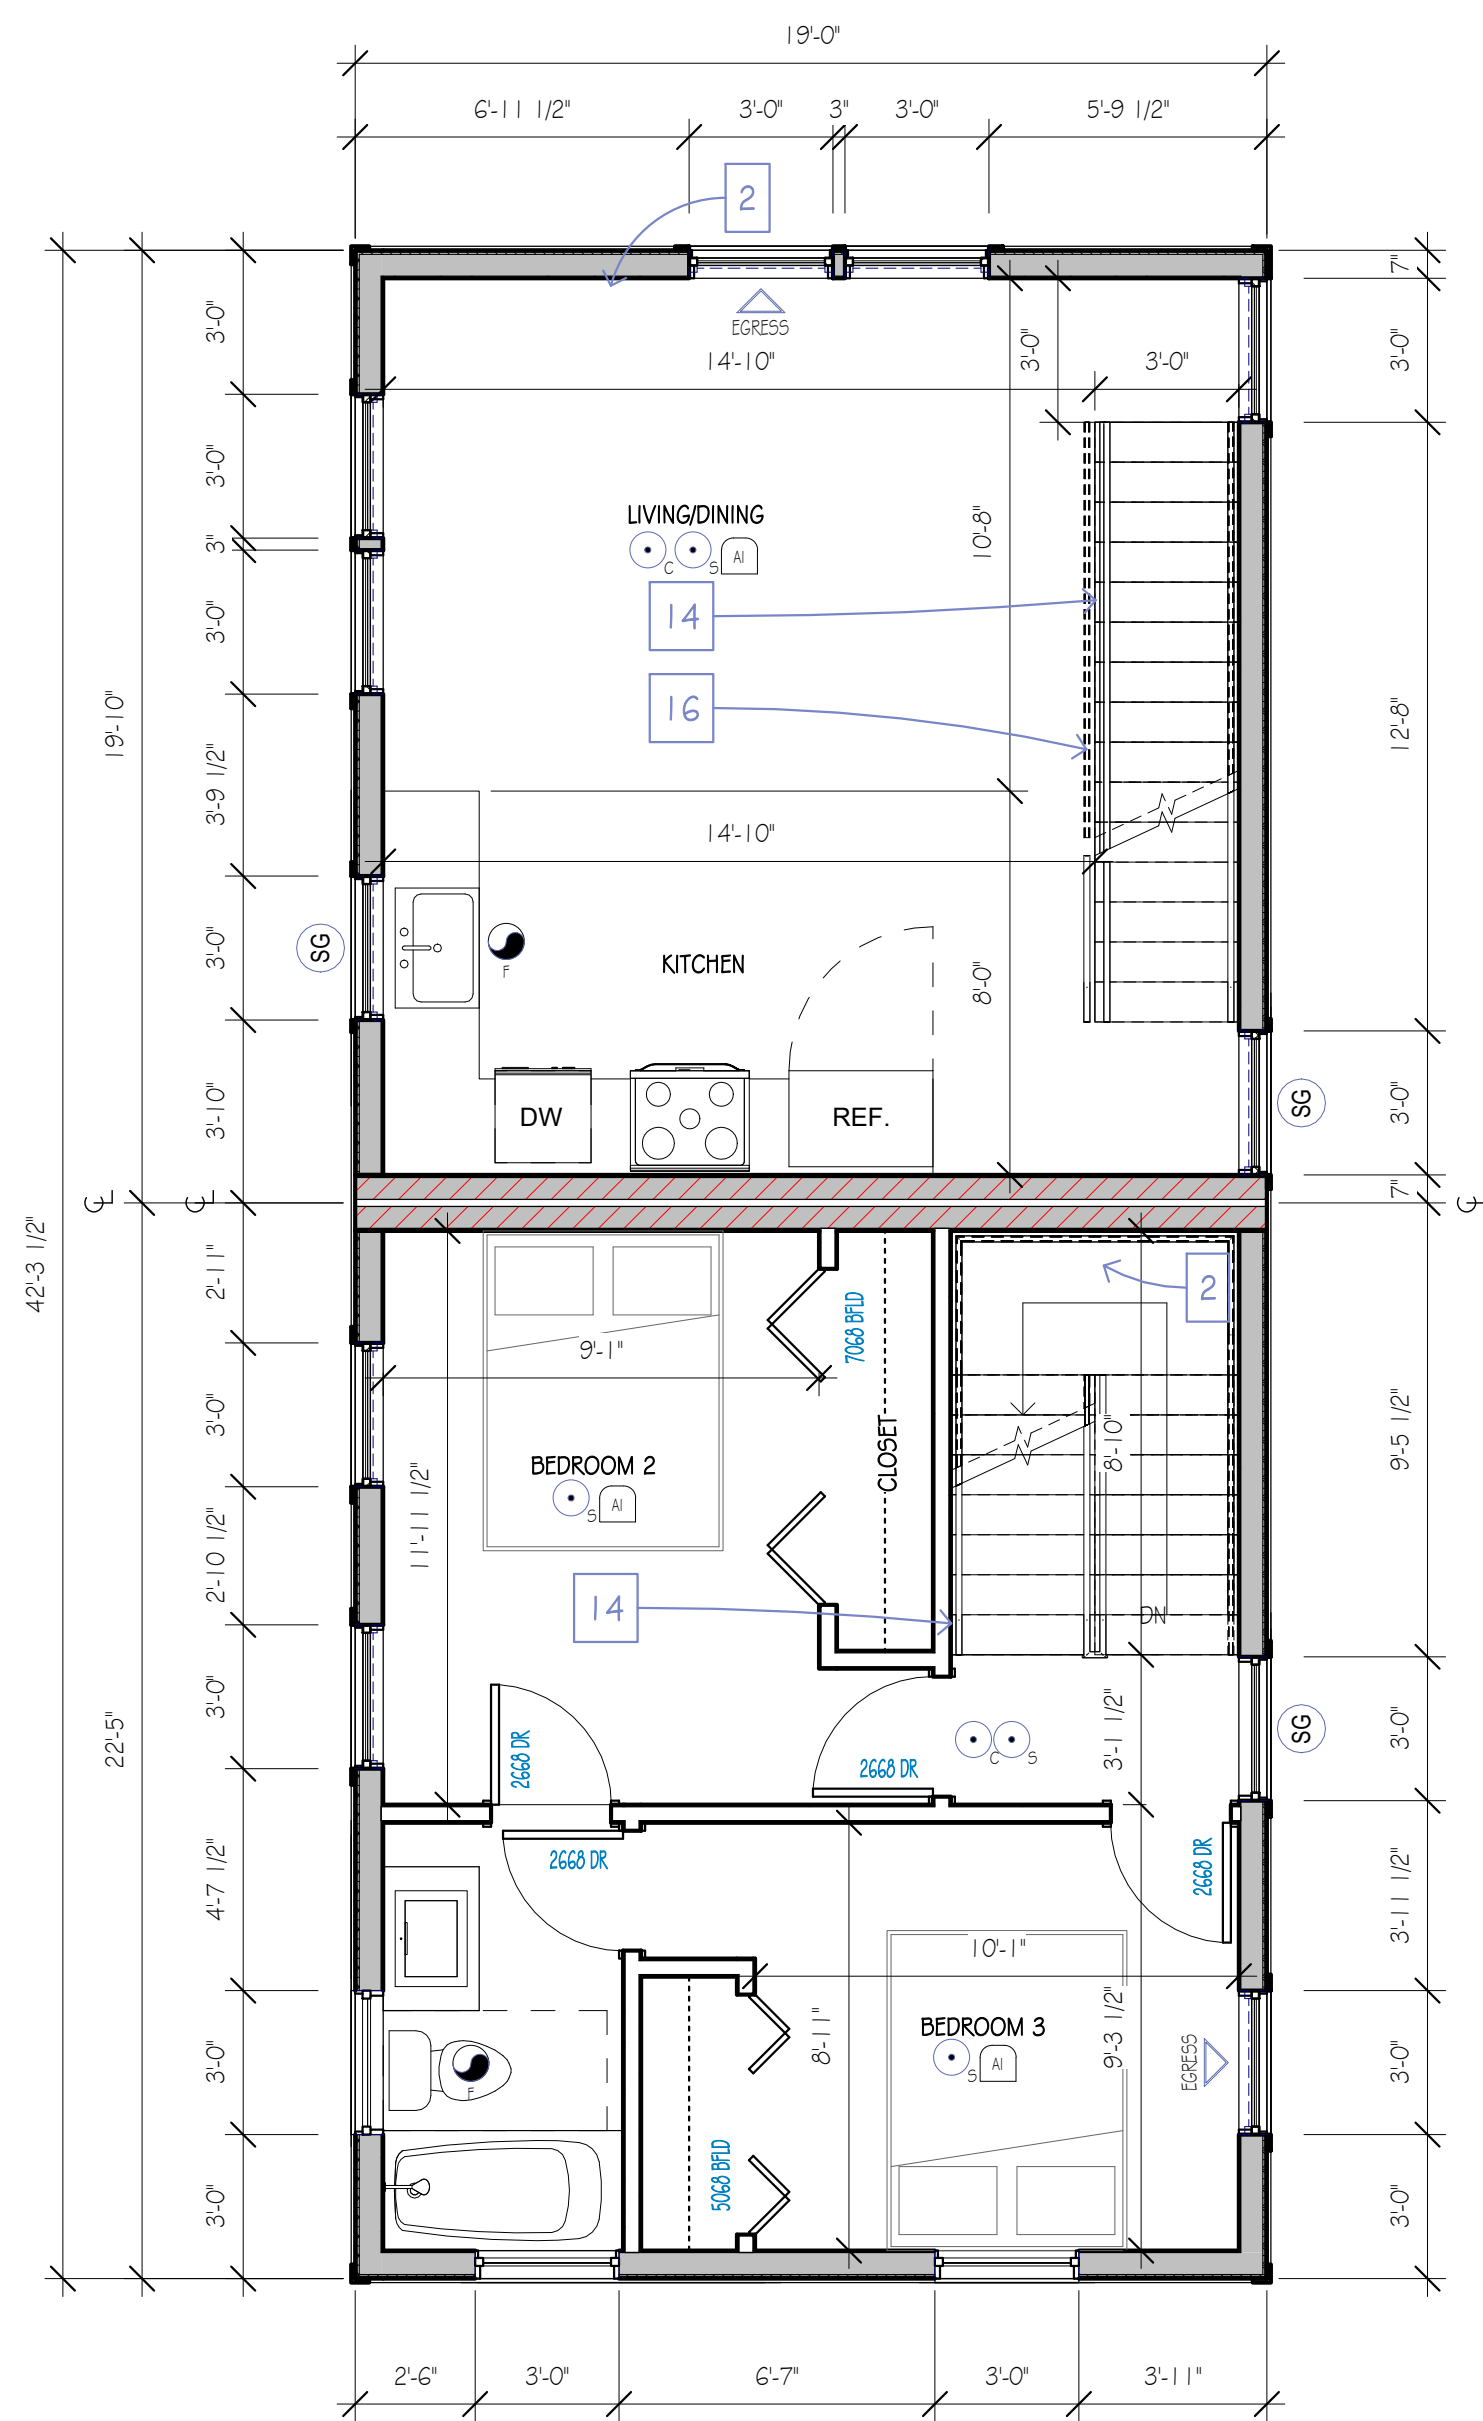 19'-0"
6'-11 1/2"
3'-0"
3"
3'-0"
5'-9 1/2"
2
7"
EGRESS
3'-0"
14'-10"
3'-0"
3'-0"
3'-0"
3'-0"
LIVING/DINING
C
S
AI
10'-8"
3"
14
3'-0"
16
19'-10"
12'-8"
3'-9 1/2"
14'-10"
SG
3'-0"
F
KITCHEN
8'-0"
3'-10"
DW
REF.
SG
3'-0"
CL
CL
7"
CL
42'-3 1/2"
2'-11"
2
7068 BFLD
9'-1"
3'-0"
CLOSET
8'-10"
9'-5 1/2"
BEDROOM 2
S
AI
11'-11 1/2"
2'-10 1/2"
14
DN
3'-0"
22'-5"
2668 DR
2668 DR
C
S
3'-1 1/2"
SG
3'-0"
2668 DR
2668 DR
4'-7 1/2"
3'-11 1/2"
10'-1"
BEDROOM 3
S
AI
8'-11"
9'-3 1/2"
EGRESS
3'-0"
3'-0"
F
5068 BFLD
3'-0"
3'-0"
2'-6"
3'-0"
6'-7"
3'-0"
3'-11"